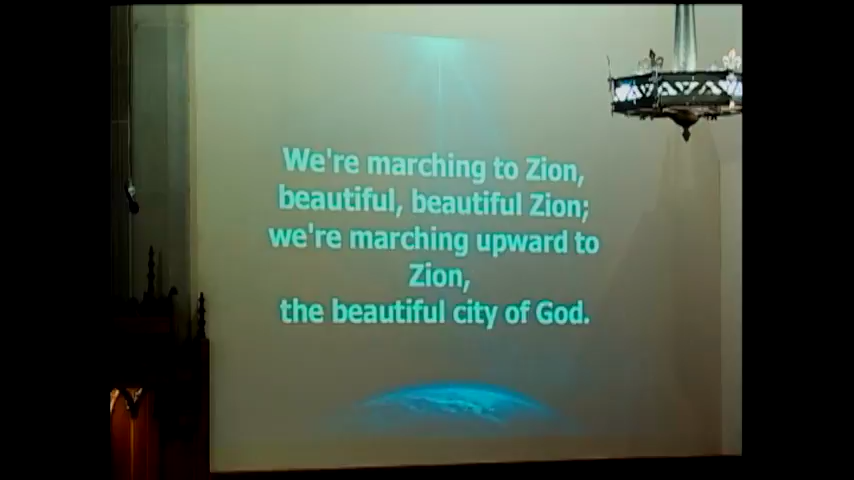 We're marching to Zion,
beautiful, beautiful Zion;
we're marching upward to
Zion,
the beautiful city of God.